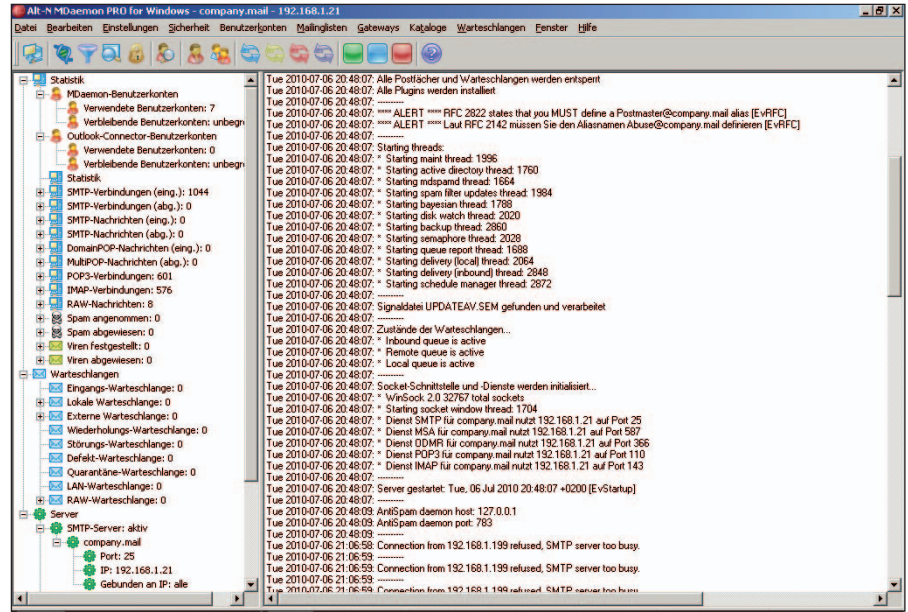 Alt-N MDaemon PRO for Windows - company.mail - 192.168.1.21
Datei Bearbeiten Einstellungen Sicherheit Benutzerkonten Mailinglisten Gateways Kataloge Warteschlangen Fenster Hilfe
Statistik
MDaemon-Benutzerkonten
Verwendete Benutzerkonten: 7
Verbleibende Benutzerkonten: unbegr
Outlook-Connector-Benutzerkonten
Verwendete Benutzerkonten: 0
Verbleibende Benutzerkonten: unbegr
Statistik
SMTP-Verbindungen (eing.): 1044
SMTP-Verbindungen (abg.): 0
SMTP-Nachrichten (eing.): 0
SMTP-Nachrichten (abg.): 0
DomainPOP-Nachrichten (eing.): 0
MultiPOP-Nachrichten (abg.): 0
POP3-Verbindungen: 601
IMAP-Verbindungen: 576
RAW-Nachrichten: 8
Spam angenommen: 0
Spam abgewiesen: 0
Viren festgestellt: 0
Viren abgewiesen: 0
Warteschlangen
Eingangs-Warteschlange: 0
Lokale Warteschlange: 0
Externe Warteschlange: 0
Wiederholungs-Warteschlange: 0
Störungs-Warteschlange: 0
Defekt-Warteschlange: 0
Quarantäne-Warteschlange: 0
LAN-Warteschlange: 0
RAW-Warteschlange: 0
Server
SMTP-Server: aktiv
company.mail
Port: 25
IP: 192.168.1.21
Gebunden an IP: alle
Tue 2010-07-06 20:48:07: Alle Postfächer und Warteschlangen werden entsperrt
Tue 2010-07-06 20:48:07: Alle Plugins werden installiert
Tue 2010-07-06 20:48:07: ----------
Tue 2010-07-06 20:48:07: **** ALERT **** RFC 2822 states that you MUST define a Postmaster@company.mail alias [EvRFC]
Tue 2010-07-06 20:48:07: **** ALERT **** Laut RFC 2142 müssen Sie den Aliasnamen Abuse@company.mail definieren [EvRFC]
Tue 2010-07-06 20:48:07: ----------
Tue 2010-07-06 20:48:07: Starting threads:
Tue 2010-07-06 20:48:07: * Starting maint thread: 1996
Tue 2010-07-06 20:48:07: * Starting active directory thread: 1760
Tue 2010-07-06 20:48:07: * Starting mdspamd thread: 1664
Tue 2010-07-06 20:48:07: * Starting spam filter updates thread: 1984
Tue 2010-07-06 20:48:07: * Starting bayesian thread: 1788
Tue 2010-07-06 20:48:07: * Starting disk watch thread: 2020
Tue 2010-07-06 20:48:07: * Starting backup thread: 2860
Tue 2010-07-06 20:48:07: * Starting semaphore thread: 2028
Tue 2010-07-06 20:48:07: * Starting queue report thread: 1688
Tue 2010-07-06 20:48:07: * Starting delivery (local) thread: 2064
Tue 2010-07-06 20:48:07: * Starting delivery (inbound) thread: 2848
Tue 2010-07-06 20:48:07: * Starting schedule manager thread: 2872
Tue 2010-07-06 20:48:07: ----------
Tue 2010-07-06 20:48:07: Signaldatei UPDATEAV.SEM gefunden und verarbeitet
Tue 2010-07-06 20:48:07: ----------
Tue 2010-07-06 20:48:07: Zustände der Warteschlangen...
Tue 2010-07-06 20:48:07: * Inbound queue is active
Tue 2010-07-06 20:48:07: * Remote queue is active
Tue 2010-07-06 20:48:07: * Local queue is active
Tue 2010-07-06 20:48:07: ----------
Tue 2010-07-06 20:48:07: Socket-Schnittstelle und -Dienste werden initialisiert...
Tue 2010-07-06 20:48:07: * WinSock 2.0 32767 total sockets
Tue 2010-07-06 20:48:07: * Starting socket window thread: 1704
Tue 2010-07-06 20:48:07: * Dienst SMTP für company.mail nutzt 192.168.1.21 auf Port 25
Tue 2010-07-06 20:48:07: * Dienst MSA für company.mail nutzt 192.168.1.21 auf Port 587
Tue 2010-07-06 20:48:07: * Dienst ODMR für company.mail nutzt 192.168.1.21 auf Port 366
Tue 2010-07-06 20:48:07: * Dienst POP3 für company.mail nutzt 192.168.1.21 auf Port 110
Tue 2010-07-06 20:48:07: * Dienst IMAP für company.mail nutzt 192.168.1.21 auf Port 143
Tue 2010-07-06 20:48:07: ----------
Tue 2010-07-06 20:48:07: Server gestartet: Tue, 06 Jul 2010 20:48:07 +0200 [EvStartup]
Tue 2010-07-06 20:48:07: ----------
Tue 2010-07-06 20:48:09: AntiSpam daemon host: 127.0.0.1
Tue 2010-07-06 20:48:09: AntiSpam daemon port: 783
Tue 2010-07-06 21:06:58: Connection from 192.168.1.199 refused, SMTP server too busy.
Tue 2010-07-06 21:06:59: ----------
Tue 2010-07-06 21:06:59: Connection from 192.168.1.199 refused, SMTP server too busy.
Tue 2010-07-06 21:06:59: ----------
Tue 2010-07-06 21:06:59: Connection from 192.168.1.199 refused, SMTP server too busy.